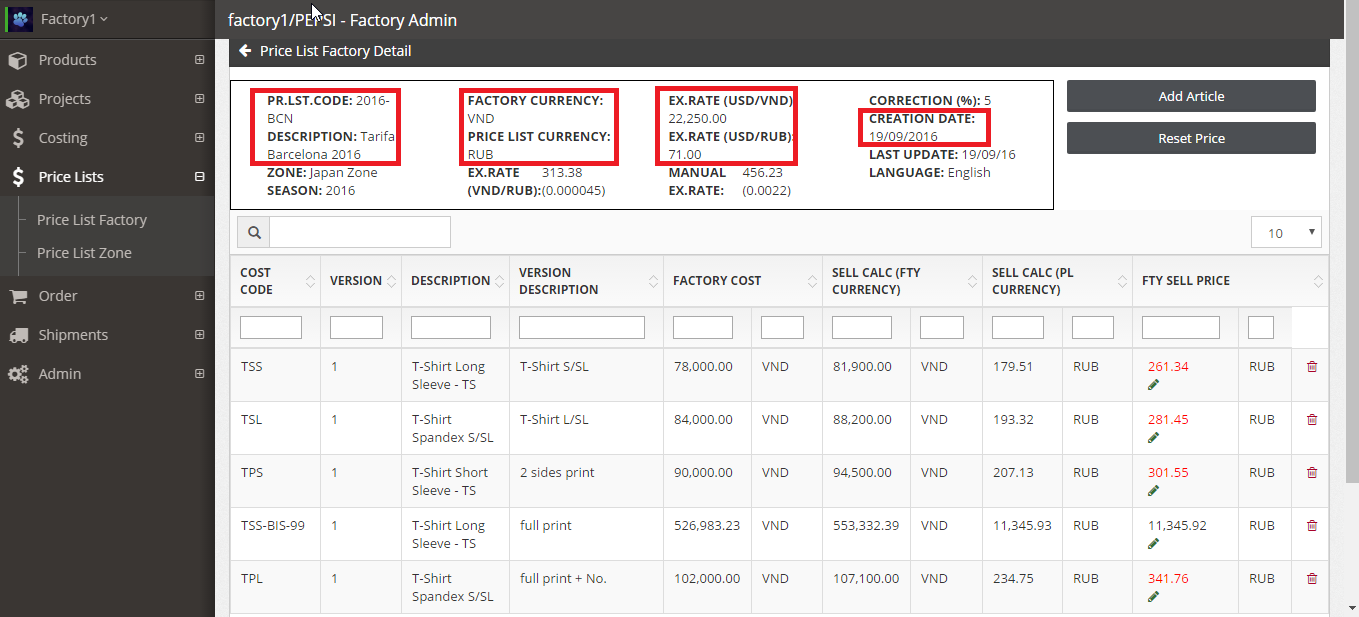 Factory1
factory1/PEPSI - Factory Admin
Products
Projects
Costing
Price Lists
Price List Factory
Price List Zone
Order
Shipments
Admin
Price List Factory Detail
PR.LST.CODE: 2016-
BCN
DESCRIPTION: Tarifa
Barcelona 2016
ZONE: Japan Zone
SEASON: 2016
FACTORY CURRENCY:
VND
PRICE LIST CURRENCY:
RUB
EX.RATE 313.38
(VND/RUB):(0.000045)
EX.RATE (USD/VND)
22,250.00
EX.RATE (USD/RUB):
71.00
MANUAL 456.23
EX.RATE: (0.0022)
CORRECTION (%): 5
CREATION DATE:
19/09/2016
LAST UPDATE: 19/09/16
LANGUAGE: English
Add Article
Reset Price
10
COST CODE VERSION DESCRIPTION VERSION DESCRIPTION FACTORY COST SELL CALC (FTY CURRENCY) SELL CALC (PL CURRENCY) FTY SELL PRICE
TSS 1 T-Shirt Long T-Shirt S/SL 78,000.00 VND 81,900.00 VND 179.51 RUB 261.34 RUB
Sleeve - TS
TSL 1 T-Shirt T-Shirt L/SL 84,000.00 VND 88,200.00 VND 193.32 RUB 281.45 RUB
Spandex S/SL
TPS 1 T-Shirt Short 2 sides print 90,000.00 VND 94,500.00 VND 207.13 RUB 301.55 RUB
Sleeve - TS
TSS-BIS-99 1 T-Shirt Long full print 526,983.23 VND 553,332.39 VND 11,345.93 RUB 11,345.92 RUB
Sleeve - TS
TPL 1 T-Shirt full print + No. 102,000.00 VND 107,100.00 VND 234.75 RUB 341.76 RUB
Spandex S/SL